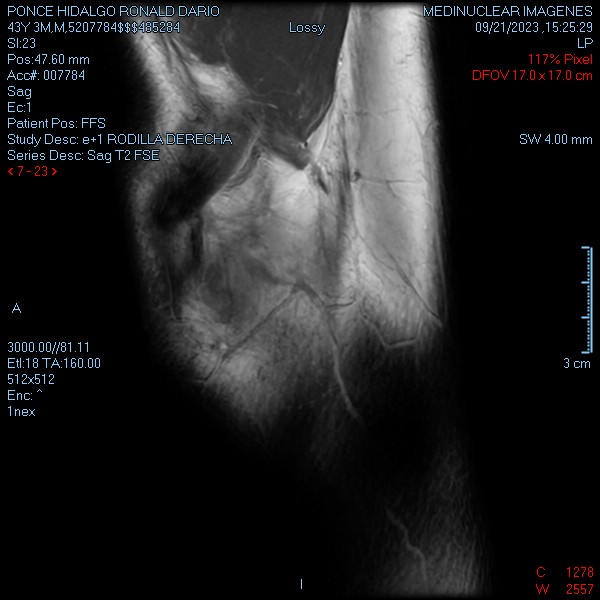 PONCE HIDALGO RONALD DARIO
43Y 3M,M,5207784$$$485284
Sl:23
Pos:47.60 mm
Acc#: 007784
Sag
Ec:1
Patient Pos: FFS
Study Desc: e+1 RODILLA DERECHA
Series Desc: Sag T2 FSE
< 7 - 23 >
Lossy
MEDINUCLEAR IMAGENES
09/21/2023 ,15:25:29
LP
117% Pixel
DFOV 17.0 x 17.0 cm
SW 4.00 mm
A
3 cm
3000.00//81.11
Etl:18 TA:160.00
512x512
Enc: ^
1nex
I
C 1278
W 2557